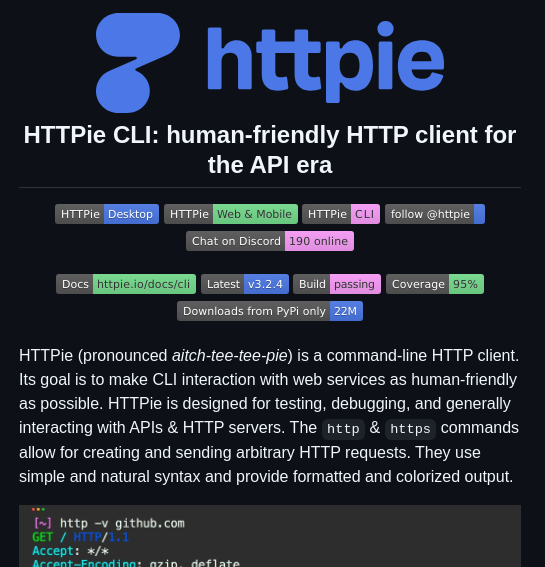 httpie
HTTPie CLI: human-friendly HTTP client for
the API era
HTTPie Desktop HTTPie Web & Mobile HTTPie CLI follow @httpie
Chat on Discord 190 online
Docs httpie.io/docs/cli Latest v3.2.4 Build passing Coverage 95%
Downloads from PyPi only 22M
HTTPie (pronounced aitch-tee-tee-pie) is a command-line HTTP client.
Its goal is to make CLI interaction with web services as human-friendly
as possible. HTTPie is designed for testing, debugging, and generally
interacting with APIs & HTTP servers. The http & https commands
allow for creating and sending arbitrary HTTP requests. They use
simple and natural syntax and provide formatted and colorized output.
[~] http -v github.com
GET / HTTP/1.1
Accept: */*
Accept-Encoding: gzip, deflate